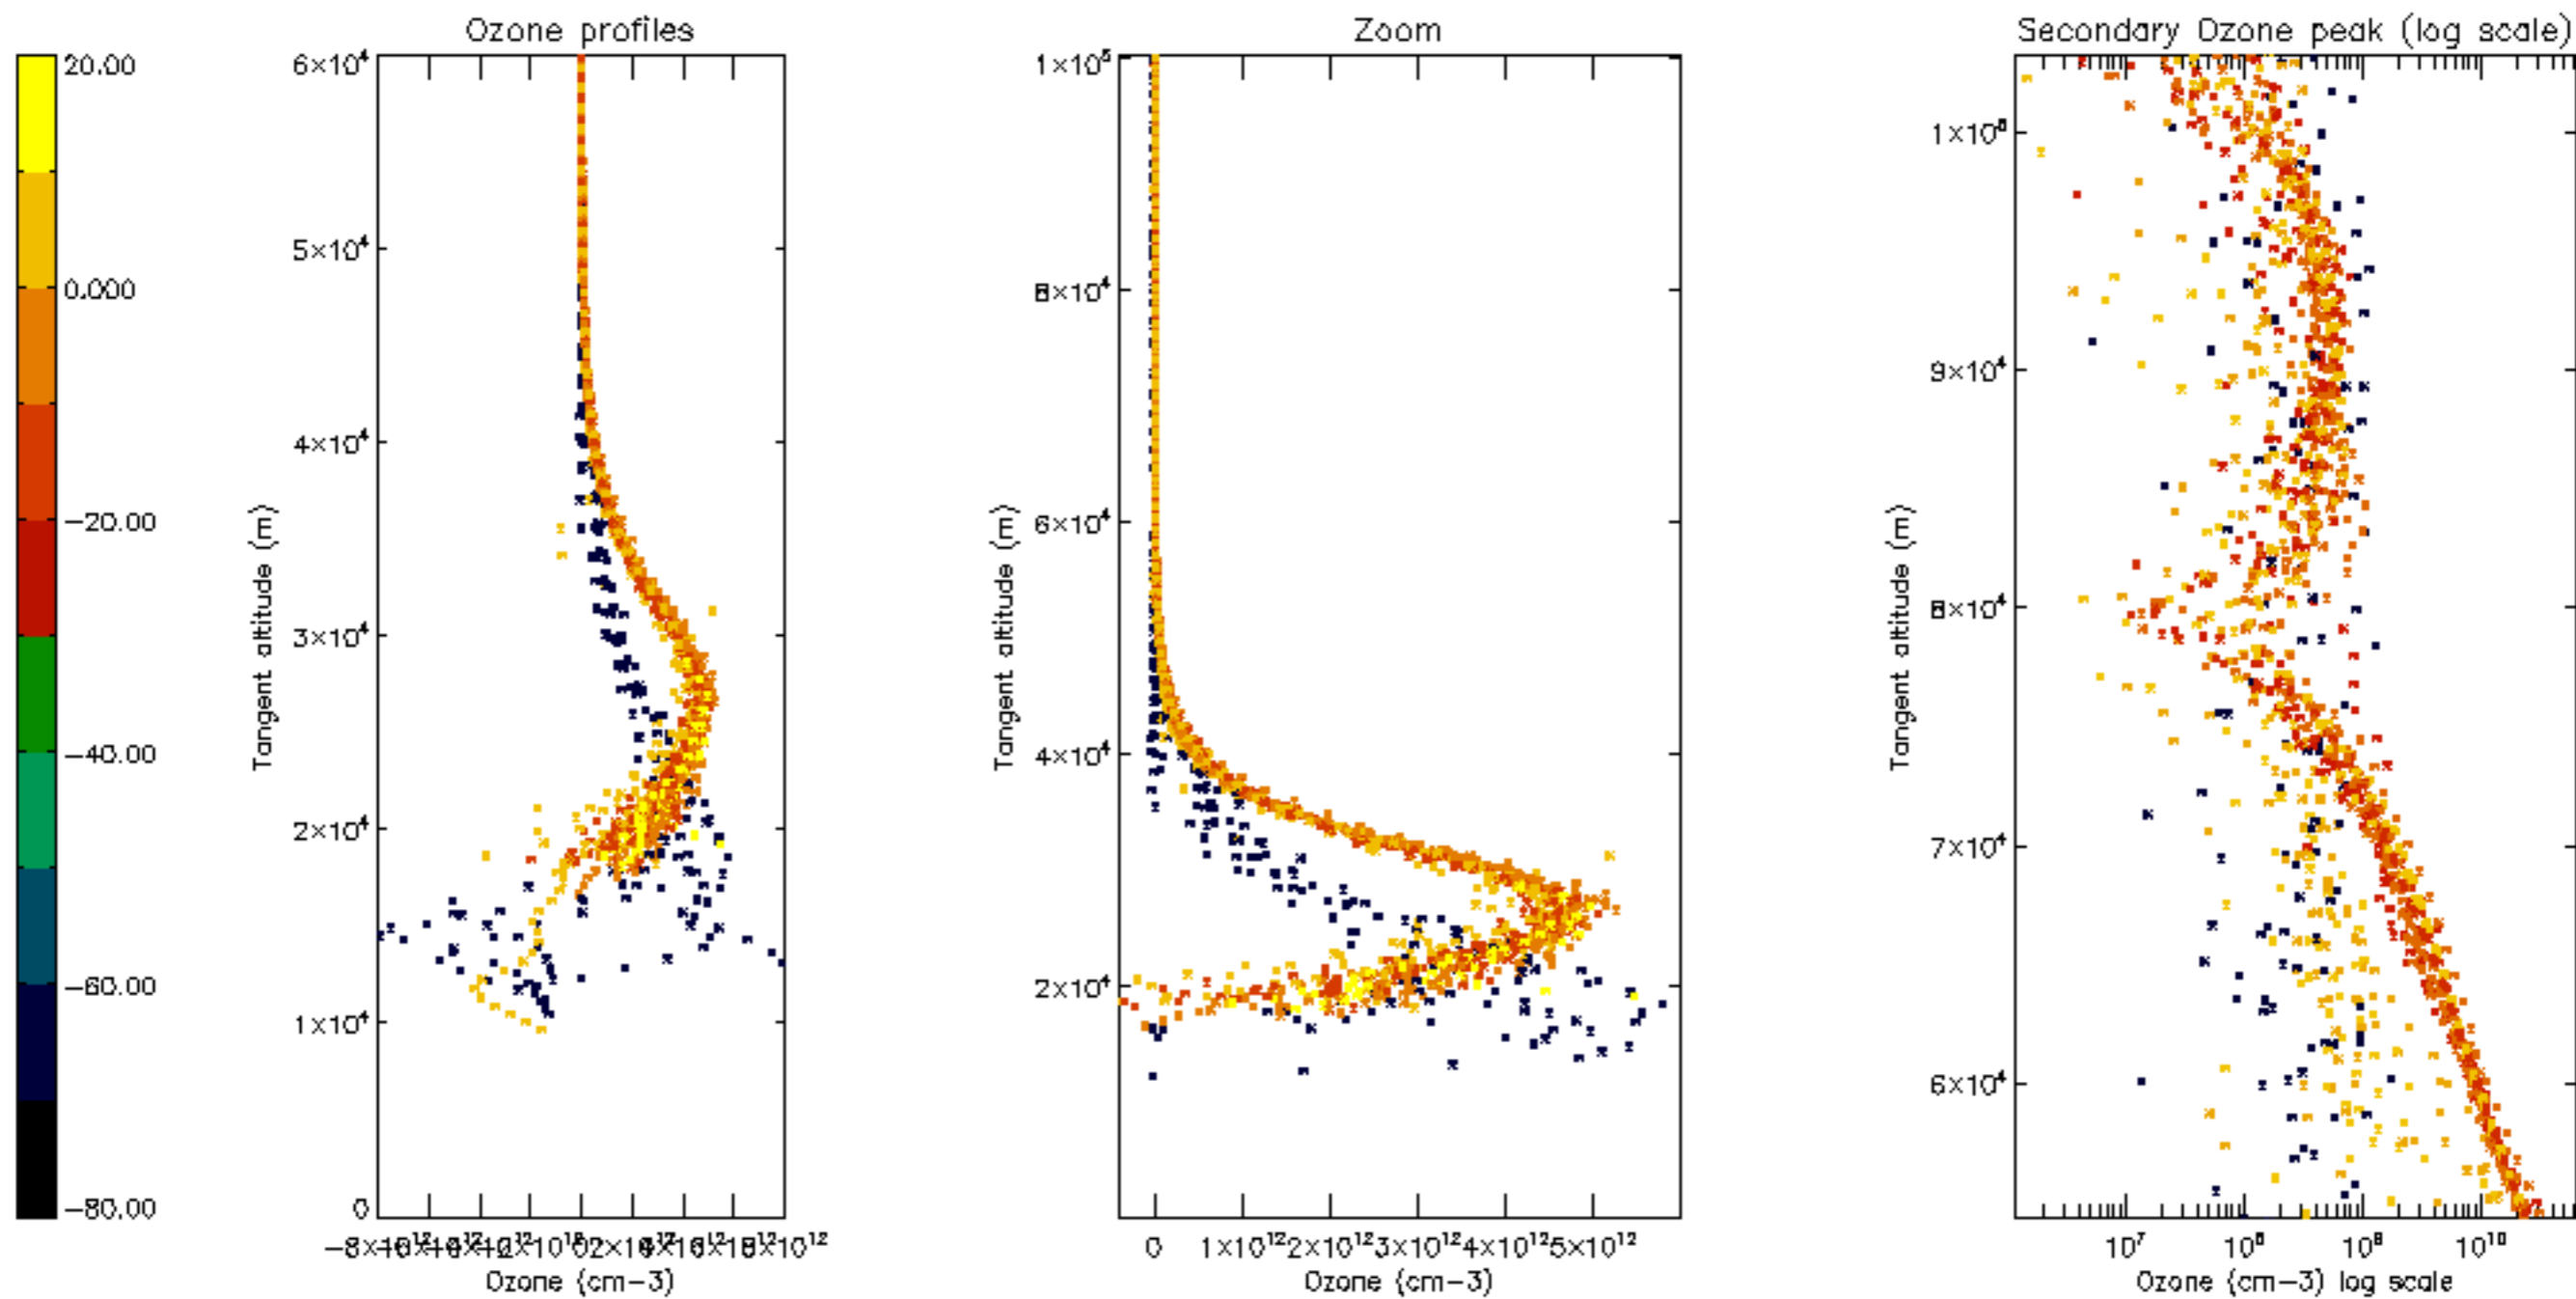 Ozone profiles
Zoom
Secondary Ozone peak (log scale)
20.00
0.000
−20.00
−40.00
−60.00
−80.00
6×10⁴
5×10⁴
4×10⁴
3×10⁴
2×10⁴
1×10⁴
0
Tangent altitude (m)
Ozone (cm−3)
1×10⁵
8×10⁴
6×10⁴
4×10⁴
2×10⁴
Tangent altitude (m)
0 1×10¹² 2×10¹² 3×10¹² 4×10¹² 5×10¹²
Ozone (cm−3)
1×10⁵
9×10⁴
8×10⁴
7×10⁴
6×10⁴
Tangent altitude (m)
10⁷ 10⁸ 10⁹ 10¹⁰
Ozone (cm−3) log scale